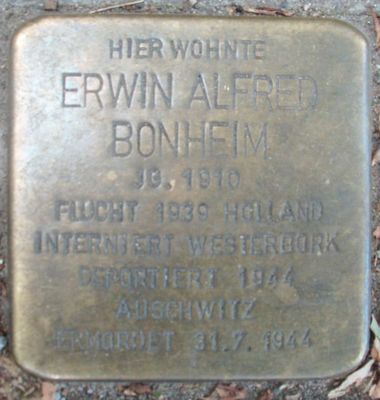 HIER WOHNTE
ERWIN ALFRED
BONHEIM
JG. 1910
FLUCHT 1939 HOLLAND
INTERNIERT WESTERBORK
DEPORTIERT 1944
AUSCHWITZ
ERMORDET 31.7.1944